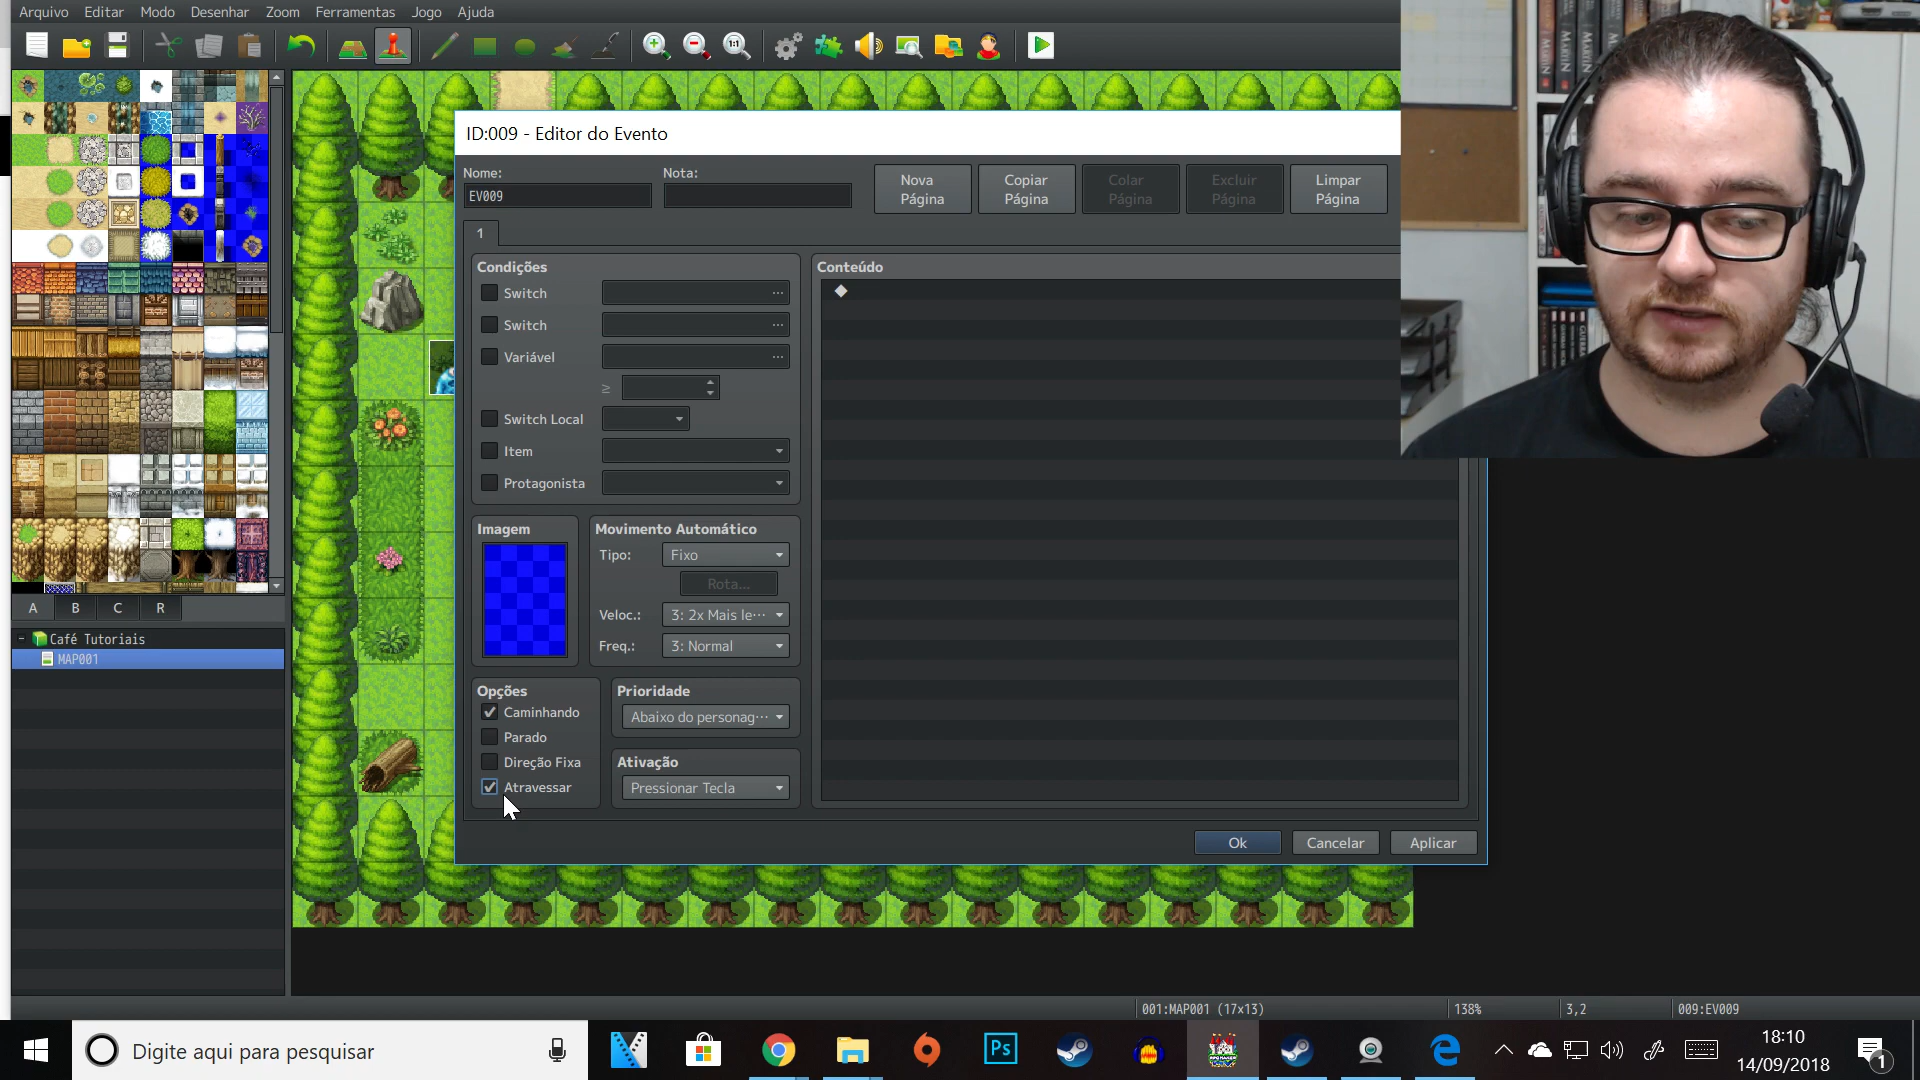 Arquivo Editar Modo Desenhar Zoom Ferramentas Jogo Ajuda
1:1
ID:009 - Editor do Evento
Nome:
Nota:
EV009
Nova Página
Copiar Página
Colar Página
Excluir Página
Limpar Página
1
Condições
Conteúdo
Switch
Switch
Variável
≥
Switch Local
Item
Protagonista
Imagem
Movimento Automático
Tipo: Fixo
Rota...
Veloc.: 3: 2x Mais le···
Freq.: 3: Normal
Opções
Caminhando
Parado
Direção Fixa
Atravessar
Prioridade
Abaixo do personag···
Ativação
Pressionar Tecla
Ok
Cancelar
Aplicar
A B C R
Café Tutoriais
MAP001
001:MAP001 (17x13)
138%
3,2
009:EV009
Digite aqui para pesquisar
Ps
18:10
14/09/2018
1